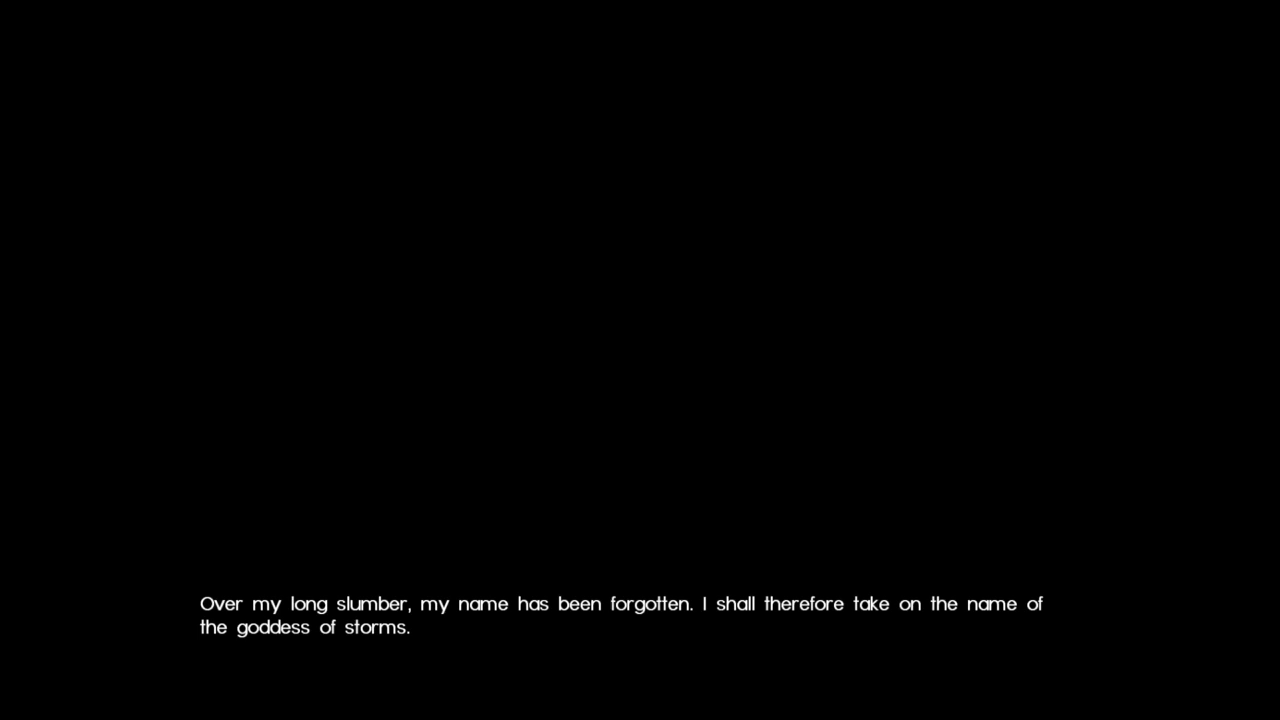 Over my long slumber, my name has been forgotten. I shall therefore take on the name of
the goddess of storms.